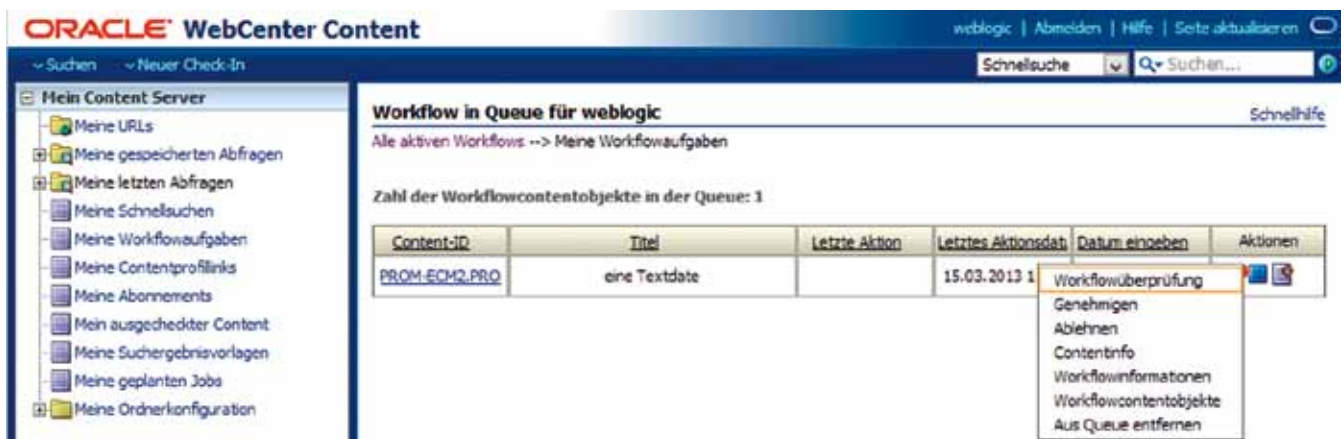 ORACLE WebCenter Content
weblogic | Abmelden | Hilfe | Seite aktualisieren
Suchen Neuer Check-In
Schnellsuche Suchen...
Mein Content Server
Meine URLs
Meine gespeicherten Abfragen
Meine letzten Abfragen
Meine Schnellsuchen
Meine Workflowaufgaben
Meine Contentprofillinks
Meine Abonnements
Mein ausgecheckter Content
Meine Suchergebnisvorlagen
Meine geplanten Jobs
Meine Ordnerkonfiguration
Workflow in Queue für weblogic
Schnellhilfe
Alle aktiven Workflows --> Meine Workflowaufgaben
Zahl der Workflowcontentobjekte in der Queue: 1
Content-ID Titel Letzte Aktion Letztes Aktionsdat Datum eingeben Aktionen
PROM-ECM2.PRO eine Textdate 15.03.2013 1
Workflowüberprüfung
Genehmigen
Ablehnen
Contentinfo
Workflowinformationen
Workflowcontentobjekte
Aus Queue entfernen